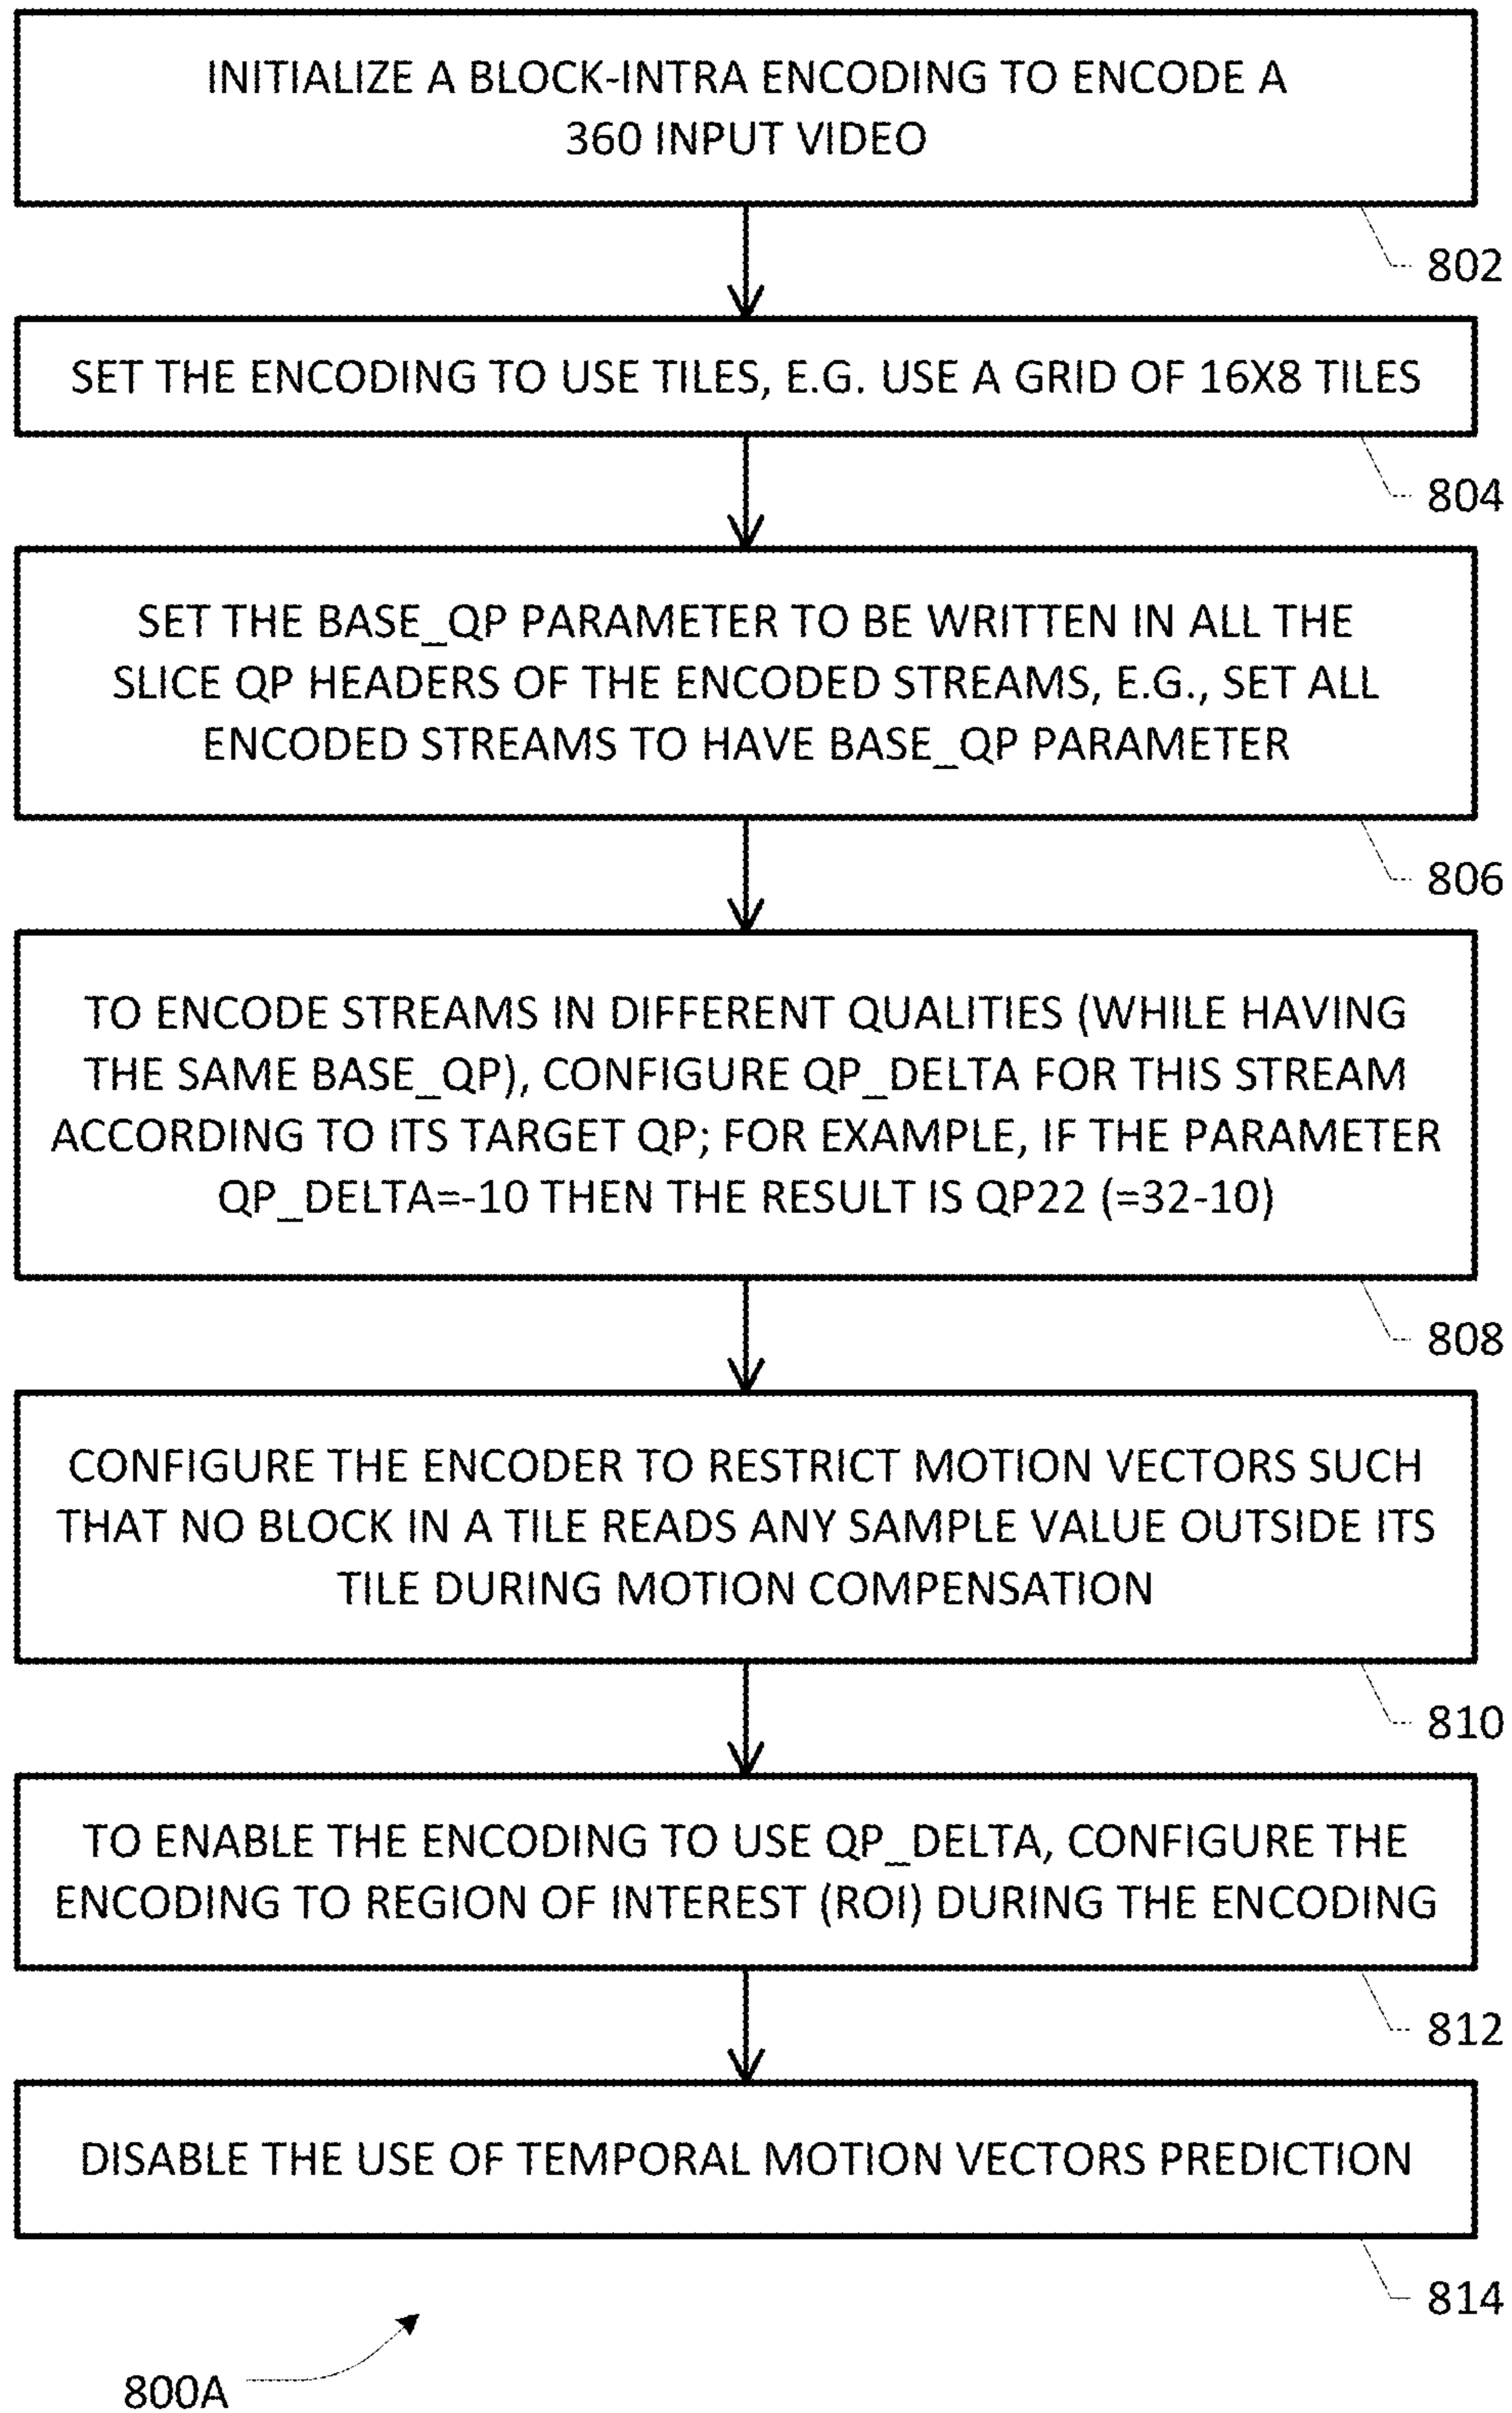 INITIALIZE A BLOCK-INTRA ENCODING TO ENCODE A
360 INPUT VIDEO
802
SET THE ENCODING TO USE TILES, E.G. USE A GRID OF 16X8 TILES
804
SET THE BASE_QP PARAMETER TO BE WRITTEN IN ALL THE
SLICE QP HEADERS OF THE ENCODED STREAMS, E.G., SET ALL
ENCODED STREAMS TO HAVE BASE_QP PARAMETER
806
TO ENCODE STREAMS IN DIFFERENT QUALITIES (WHILE HAVING
THE SAME BASE_QP), CONFIGURE QP_DELTA FOR THIS STREAM
ACCORDING TO ITS TARGET QP; FOR EXAMPLE, IF THE PARAMETER
QP_DELTA=-10 THEN THE RESULT IS QP22 (=32-10)
808
CONFIGURE THE ENCODER TO RESTRICT MOTION VECTORS SUCH
THAT NO BLOCK IN A TILE READS ANY SAMPLE VALUE OUTSIDE ITS
TILE DURING MOTION COMPENSATION
810
TO ENABLE THE ENCODING TO USE QP_DELTA, CONFIGURE THE
ENCODING TO REGION OF INTEREST (ROI) DURING THE ENCODING
812
DISABLE THE USE OF TEMPORAL MOTION VECTORS PREDICTION
814
800A